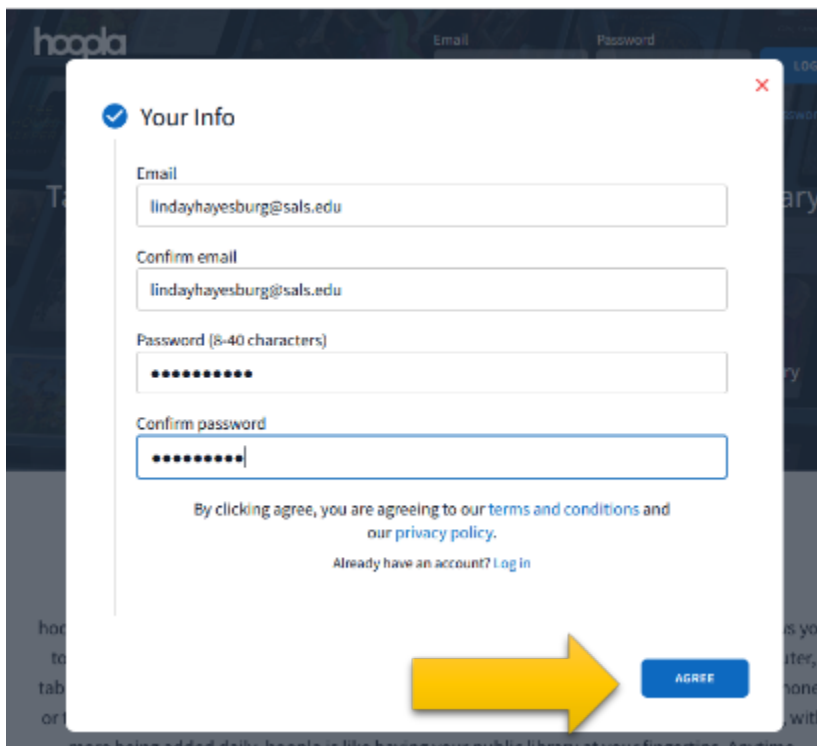 hoopla
Email
Password
LOG
Your Info
Email
lindayhayesburg@sals.edu
Confirm email
lindayhayesburg@sals.edu
Password (8-40 characters)
••••••••••
Confirm password
•••••••••
By clicking agree, you are agreeing to our terms and conditions and
our privacy policy.
Already have an account? Log in
AGREE